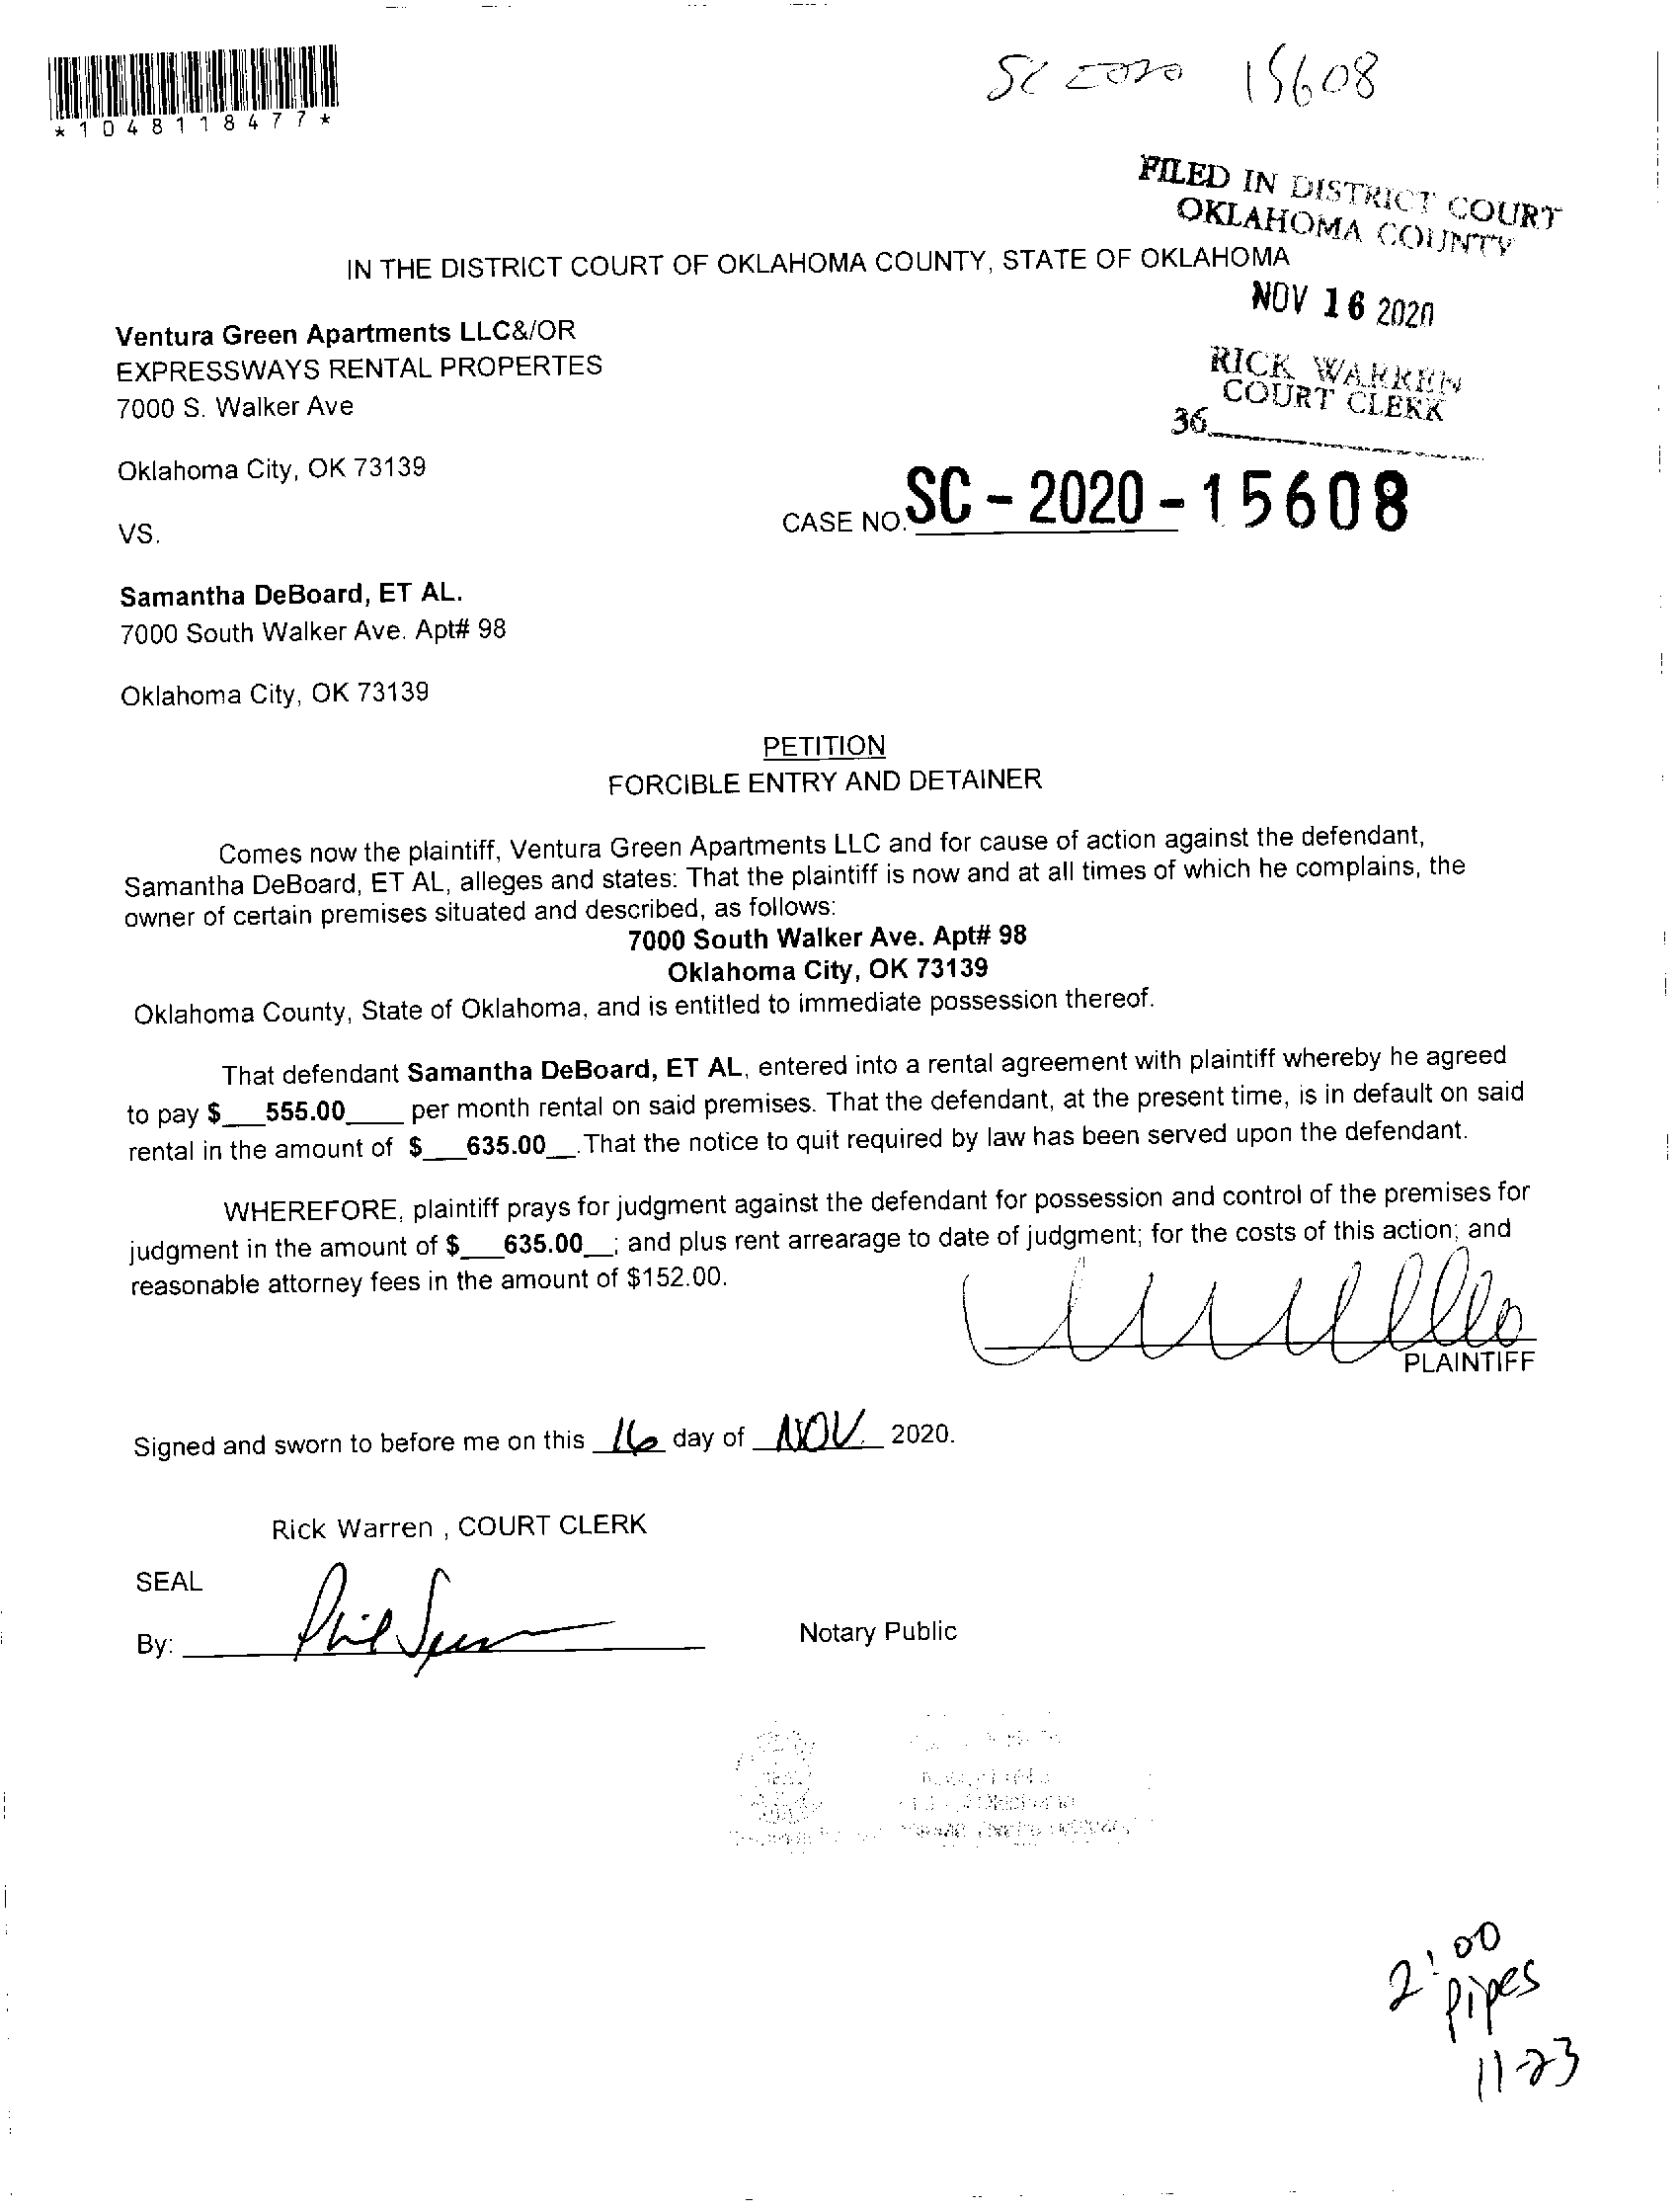 *1048118477*
SC 2020 15608
FILED IN DISTRICT COURT
OKLAHOMA COUNTY
IN THE DISTRICT COURT OF OKLAHOMA COUNTY, STATE OF OKLAHOMA
NOV 16 2020
RICK WARREN
COURT CLERK
36
Ventura Green Apartments LLC&/OR
EXPRESSWAYS RENTAL PROPERTES
7000 S. Walker Ave
Oklahoma City, OK 73139
CASE NO. SC - 2020 - 15608
VS.
Samantha DeBoard, ET AL.
7000 South Walker Ave. Apt# 98
Oklahoma City, OK 73139
PETITION
FORCIBLE ENTRY AND DETAINER
Comes now the plaintiff, Ventura Green Apartments LLC and for cause of action against the defendant,
Samantha DeBoard, ET AL, alleges and states: That the plaintiff is now and at all times of which he complains, the
owner of certain premises situated and described, as follows:
7000 South Walker Ave. Apt# 98
Oklahoma City, OK 73139
Oklahoma County, State of Oklahoma, and is entitled to immediate possession thereof.
That defendant Samantha DeBoard, ET AL, entered into a rental agreement with plaintiff whereby he agreed
to pay $___555.00____ per month rental on said premises. That the defendant, at the present time, is in default on said
rental in the amount of $___635.00__. That the notice to quit required by law has been served upon the defendant.
WHEREFORE, plaintiff prays for judgment against the defendant for possession and control of the premises for
judgment in the amount of $___635.00__; and plus rent arrearage to date of judgment; for the costs of this action; and
reasonable attorney fees in the amount of $152.00.
PLAINTIFF
Signed and sworn to before me on this 16 day of NOV. 2020.
Rick Warren , COURT CLERK
SEAL
By: Notary Public
2:00
Pipes
11-23